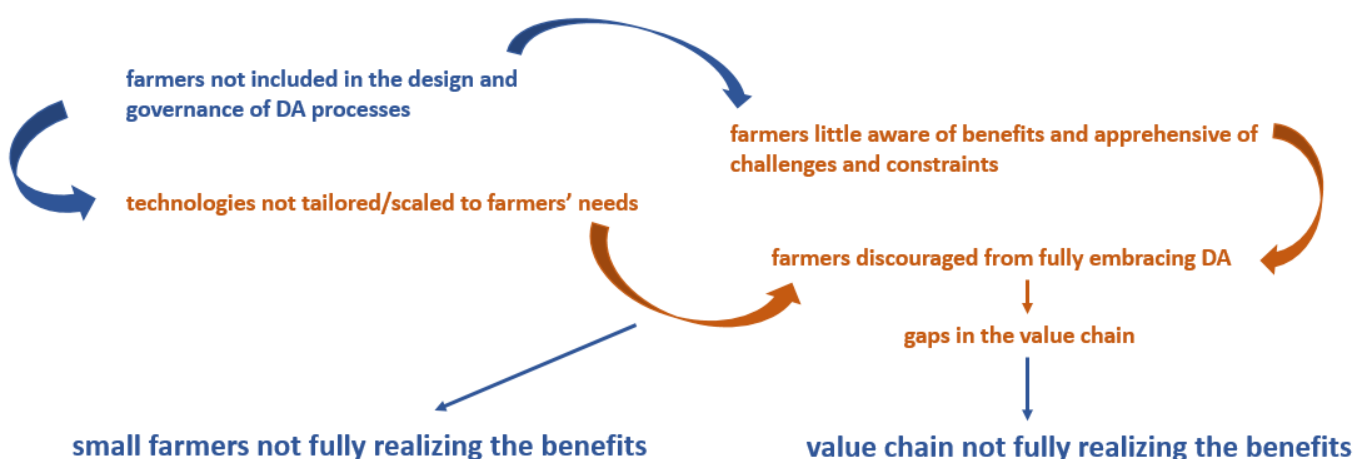 farmers not included in the design and
governance of DA processes
farmers little aware of benefits and apprehensive of
challenges and constraints
technologies not tailored/scaled to farmers’ needs
farmers discouraged from fully embracing DA
gaps in the value chain
small farmers not fully realizing the benefits
value chain not fully realizing the benefits